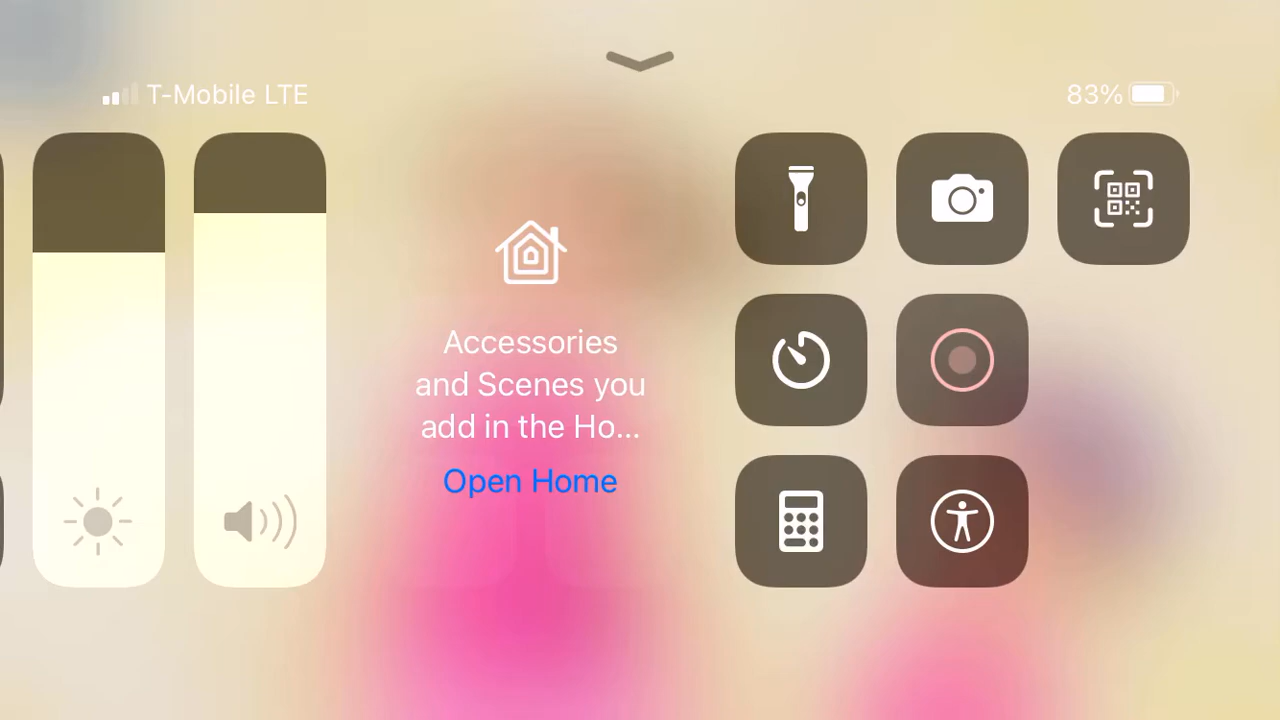 T-Mobile LTE
83%
Accessories
and Scenes you
add in the Ho...
Open Home